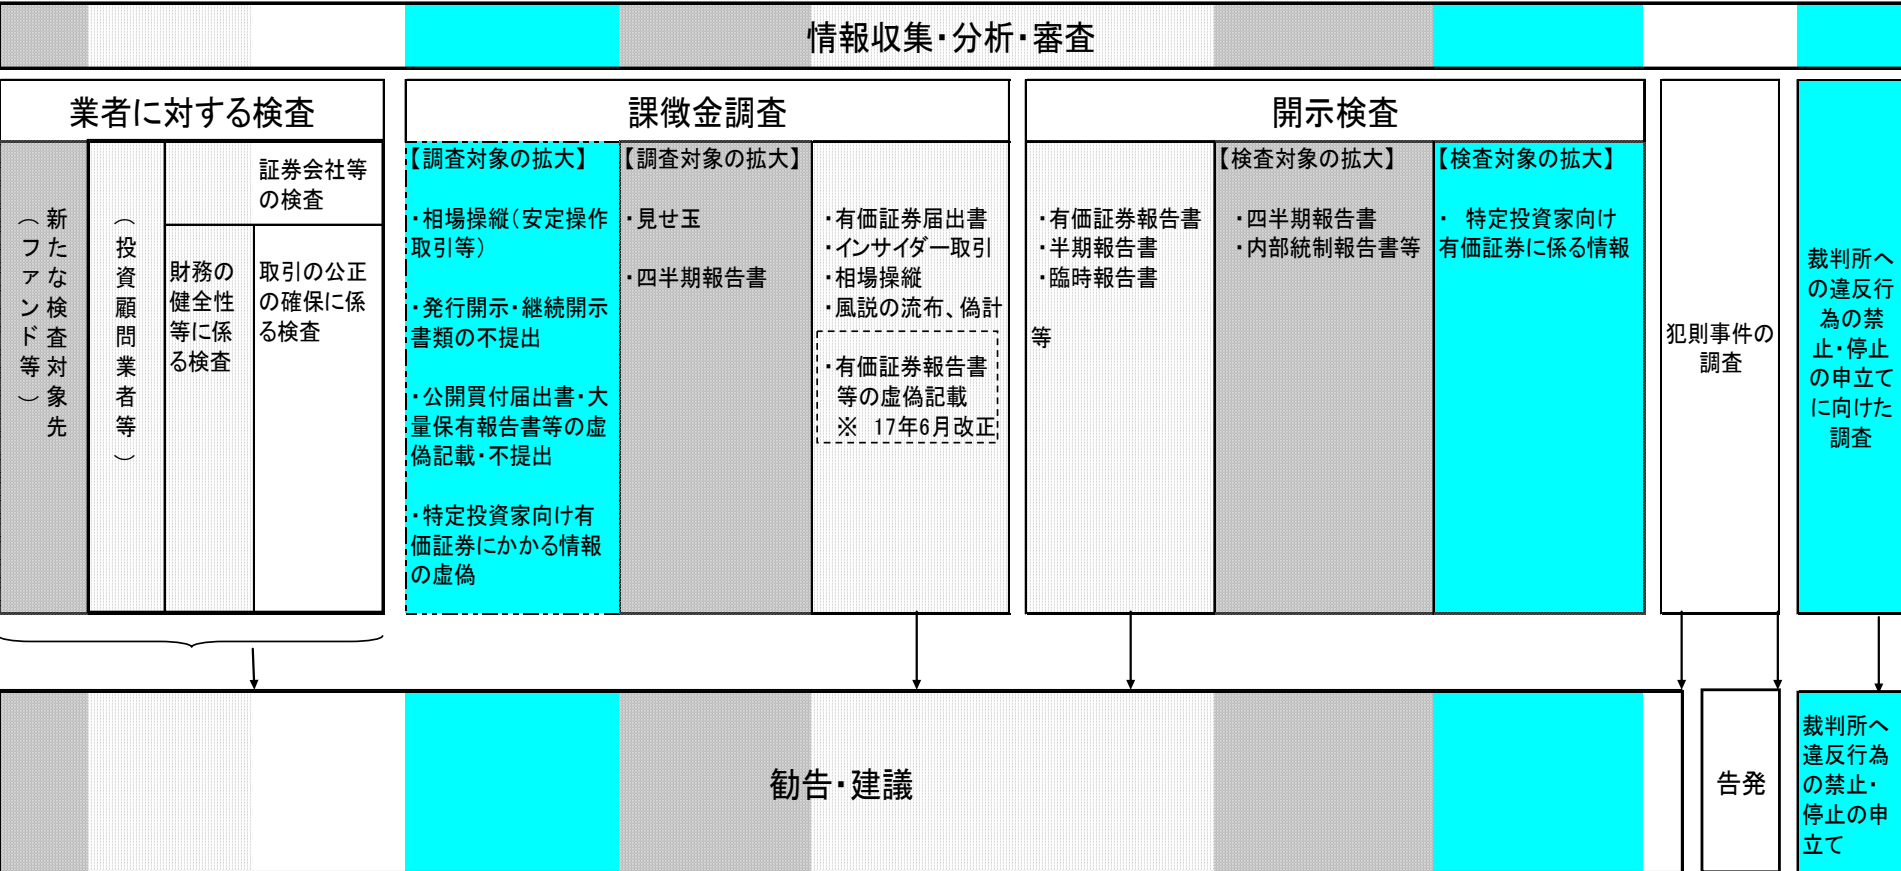 情報収集・分析・審査
業者に対する検査
新たな検査対象先
（ファンド等）
（投資顧問業者等）
証券会社等
の検査
財務の
健全性
等に係
る検査
取引の公正
の確保に係
る検査
課徴金調査
【調査対象の拡大】
・相場操縦（安定操作
取引等）
・発行開示・継続開示
書類の不提出
・公開買付届出書・大
量保有報告書等の虚
偽記載・不提出
・特定投資家向け有
価証券にかかる情報
の虚偽
【調査対象の拡大】
・見せ玉
・四半期報告書
・有価証券届出書
・インサイダー取引
・相場操縦
・風説の流布、偽計
・有価証券報告書
等の虚偽記載
※ 17年6月改正
開示検査
・有価証券報告書
・半期報告書
・臨時報告書
等
【検査対象の拡大】
・四半期報告書
・内部統制報告書等
【検査対象の拡大】
・ 特定投資家向け
有価証券に係る情報
犯則事件の
調査
裁判所へ
の違反行
為の禁
止・停止
の申立て
に向けた
調査
勧告・建議
告発
裁判所へ
違反行為
の禁止・
停止の申
立て